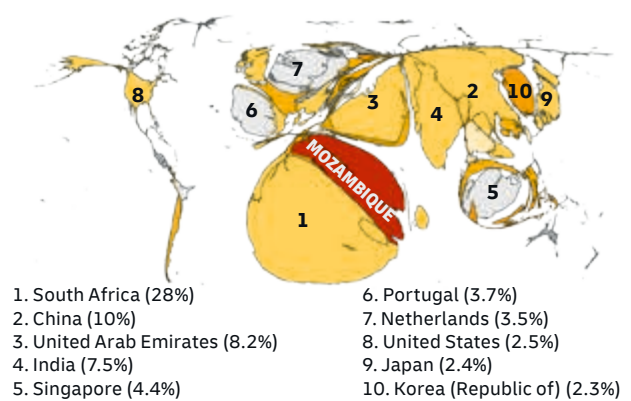 7
8
6
3
4
2
10
9
MOZAMBIQUE
5
1
1. South Africa (28%)
2. China (10%)
3. United Arab Emirates (8.2%)
4. India (7.5%)
5. Singapore (4.4%)
6. Portugal (3.7%)
7. Netherlands (3.5%)
8. United States (2.5%)
9. Japan (2.4%)
10. Korea (Republic of) (2.3%)